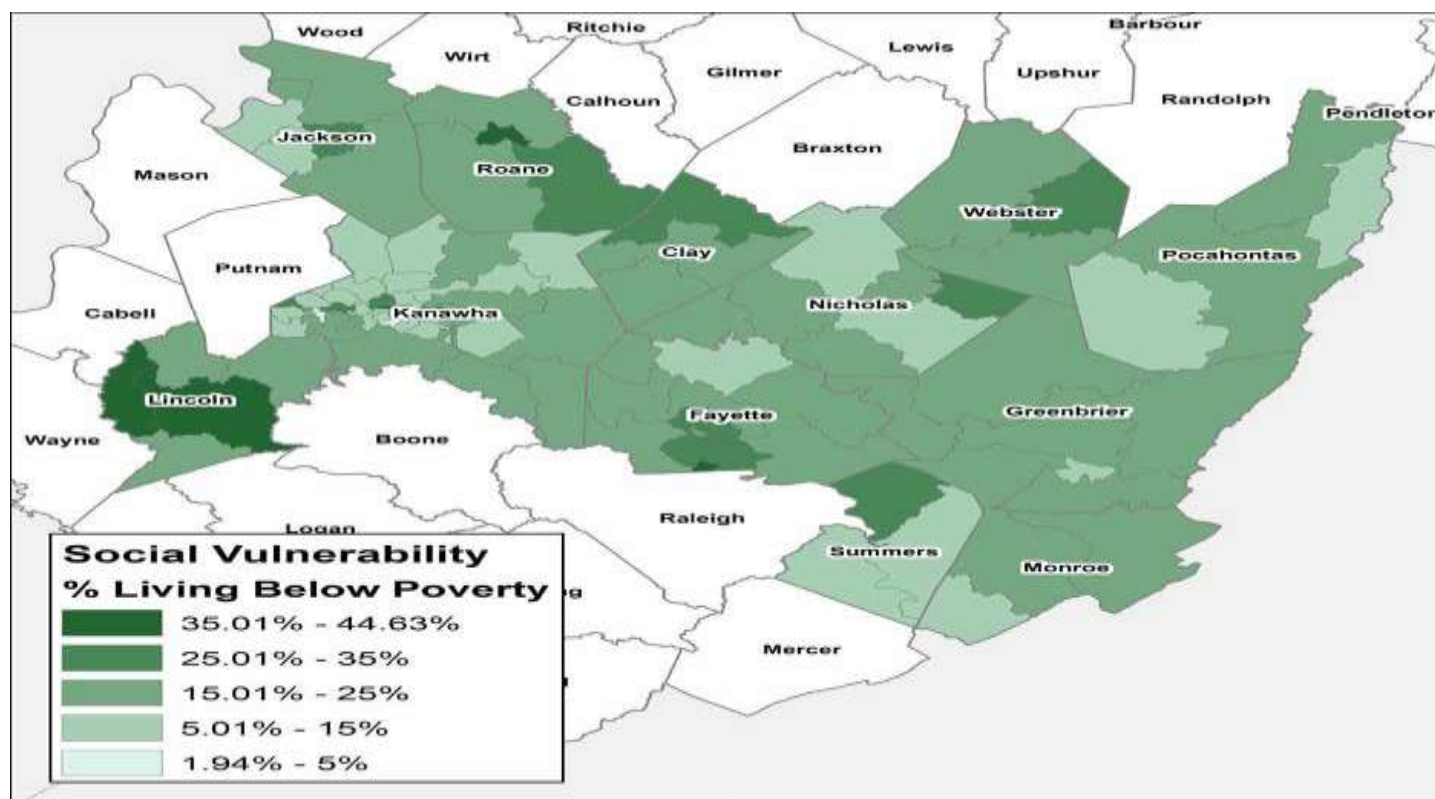 Wood
Ritchie
Barbour
Wirt
Lewis
Gilmer
Upshur
Calhoun
Randolph
Pendleton
Jackson
Braxton
Roane
Mason
Webster
Clay
Pocahontas
Putnam
Nicholas
Cabell
Kanawha
Lincoln
Greenbrier
Fayette
Wayne
Boone
Raleigh
Logan
Summers
Monroe
Mercer
Social Vulnerability
% Living Below Poverty
35.01% - 44.63%
25.01% - 35%
15.01% - 25%
5.01% - 15%
1.94% - 5%